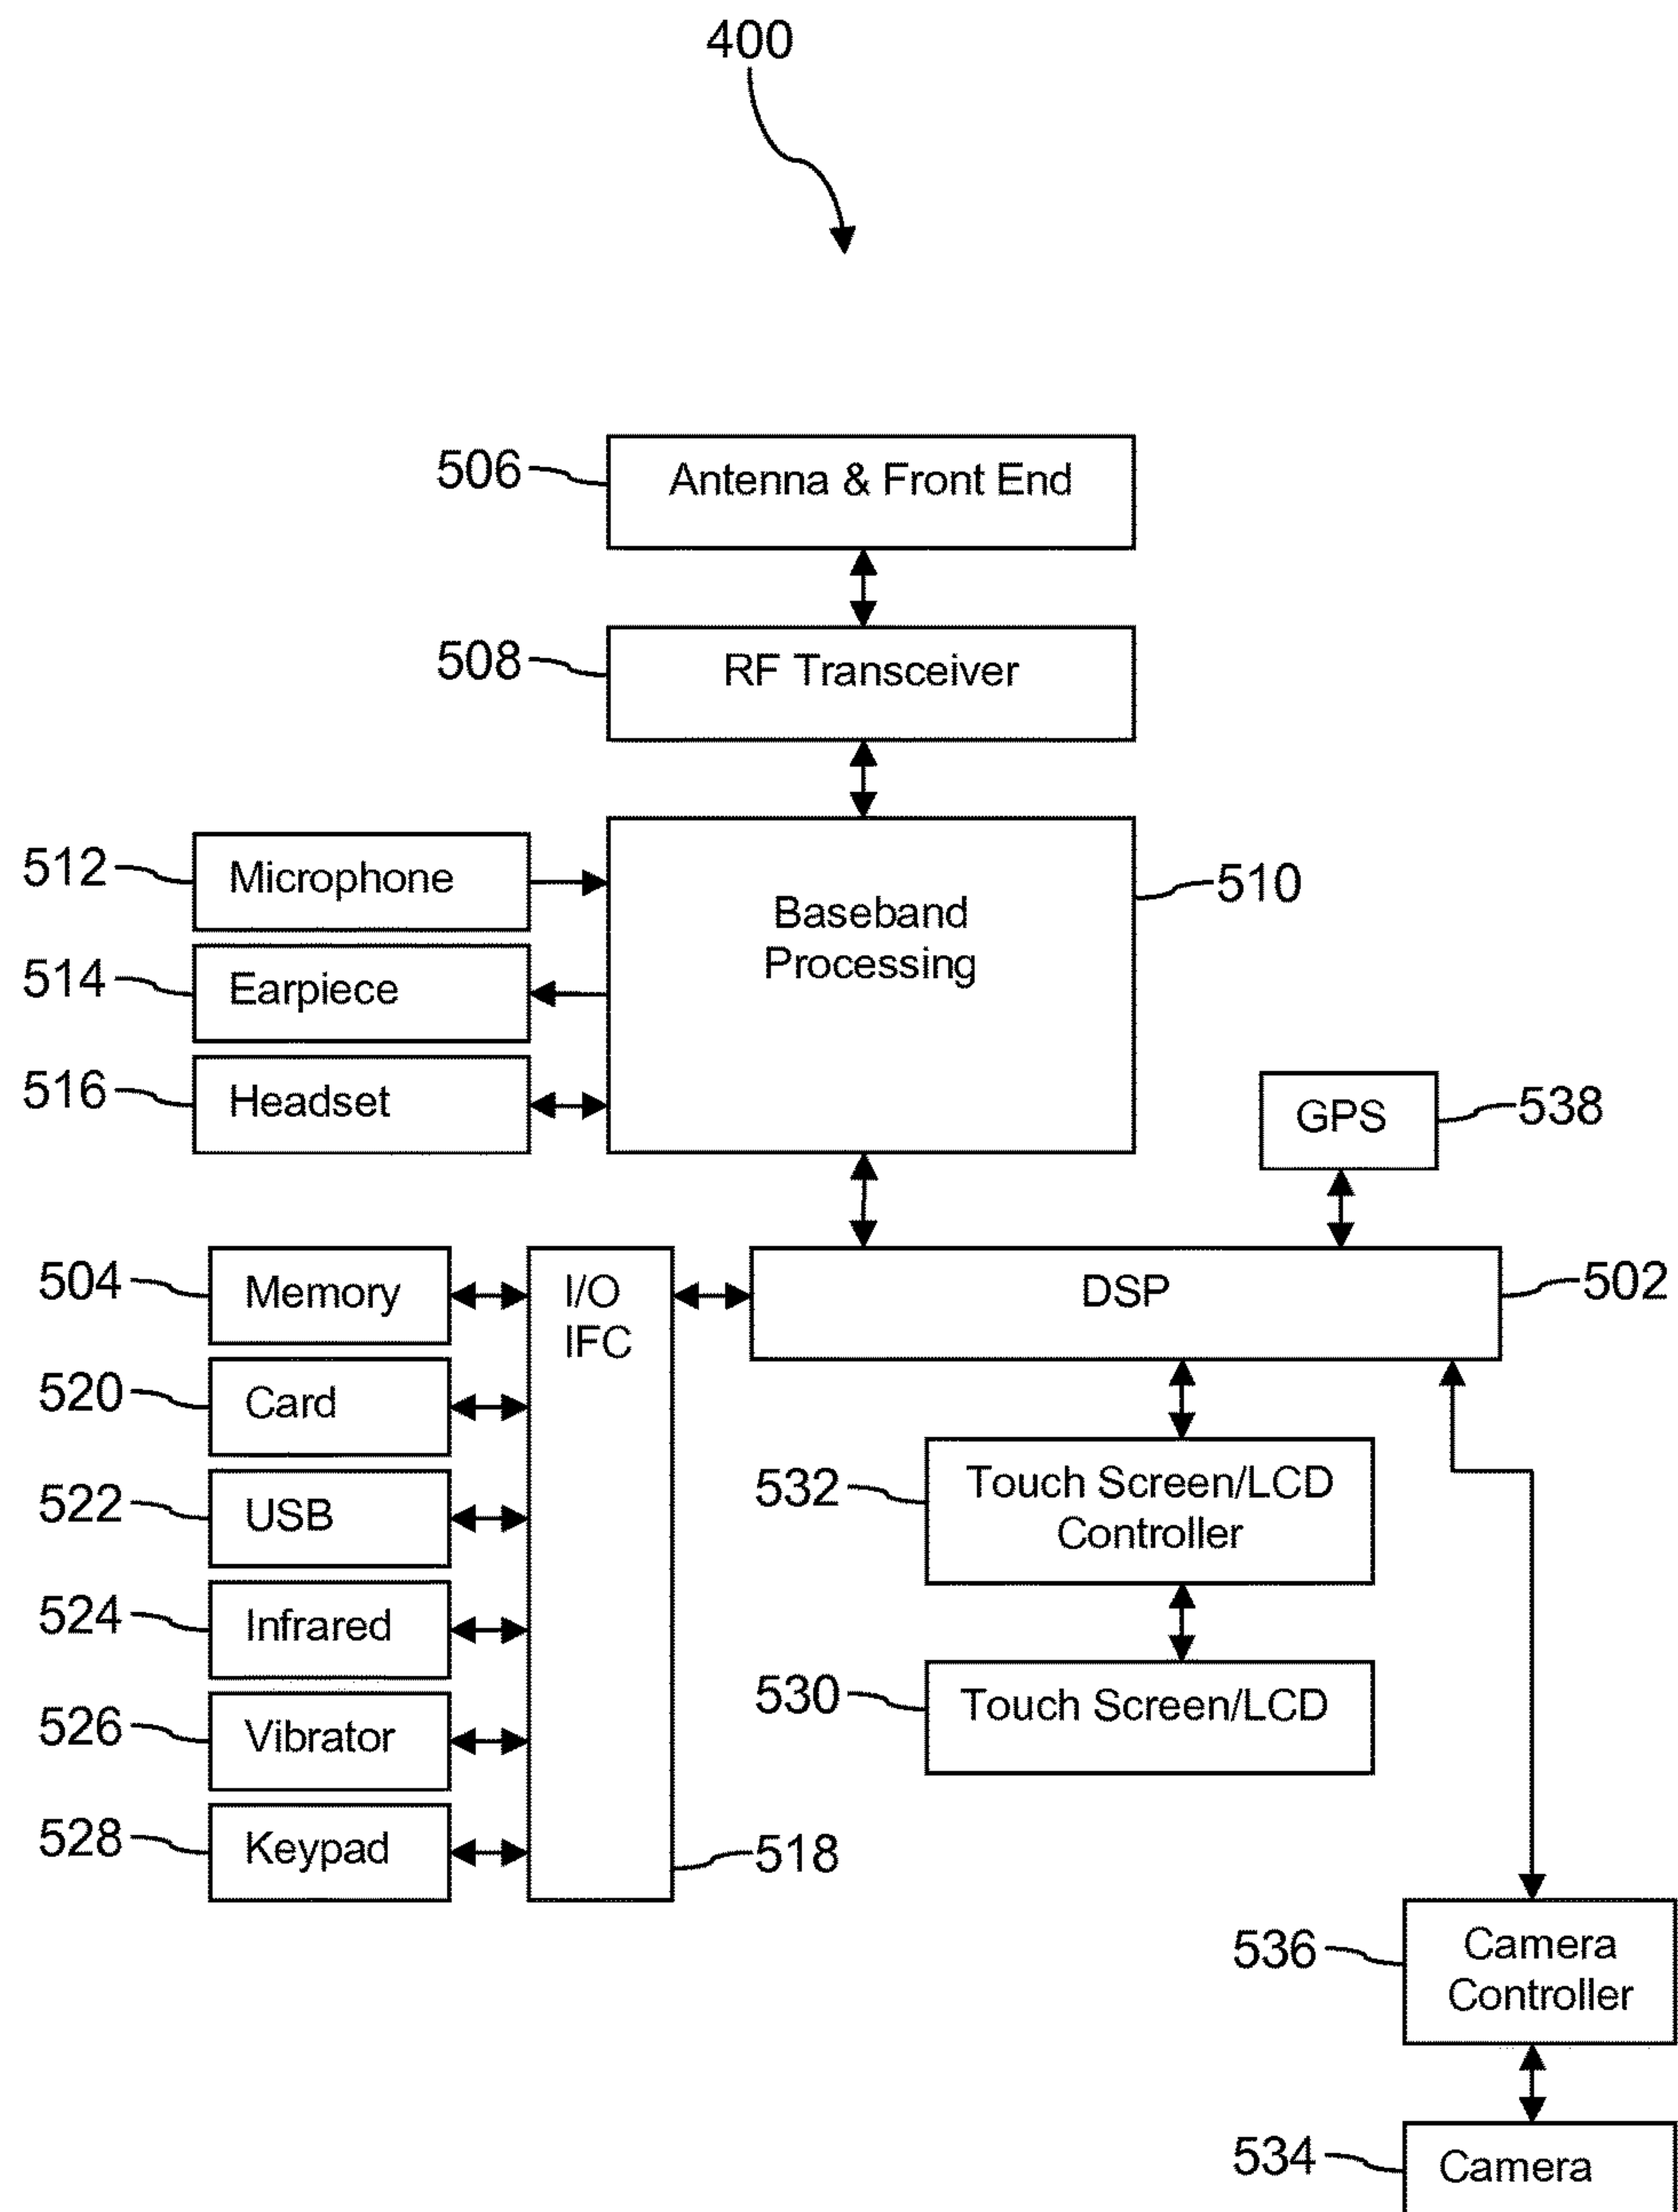 400
506
Antenna & Front End
508
RF Transceiver
512
Microphone
510
Baseband
Processing
514
Earpiece
516
Headset
GPS
538
504
Memory
I/O
IFC
DSP
502
520
Card
532
Touch Screen/LCD
Controller
522
USB
524
Infrared
530
Touch Screen/LCD
526
Vibrator
528
Keypad
518
536
Camera
Controller
534
Camera